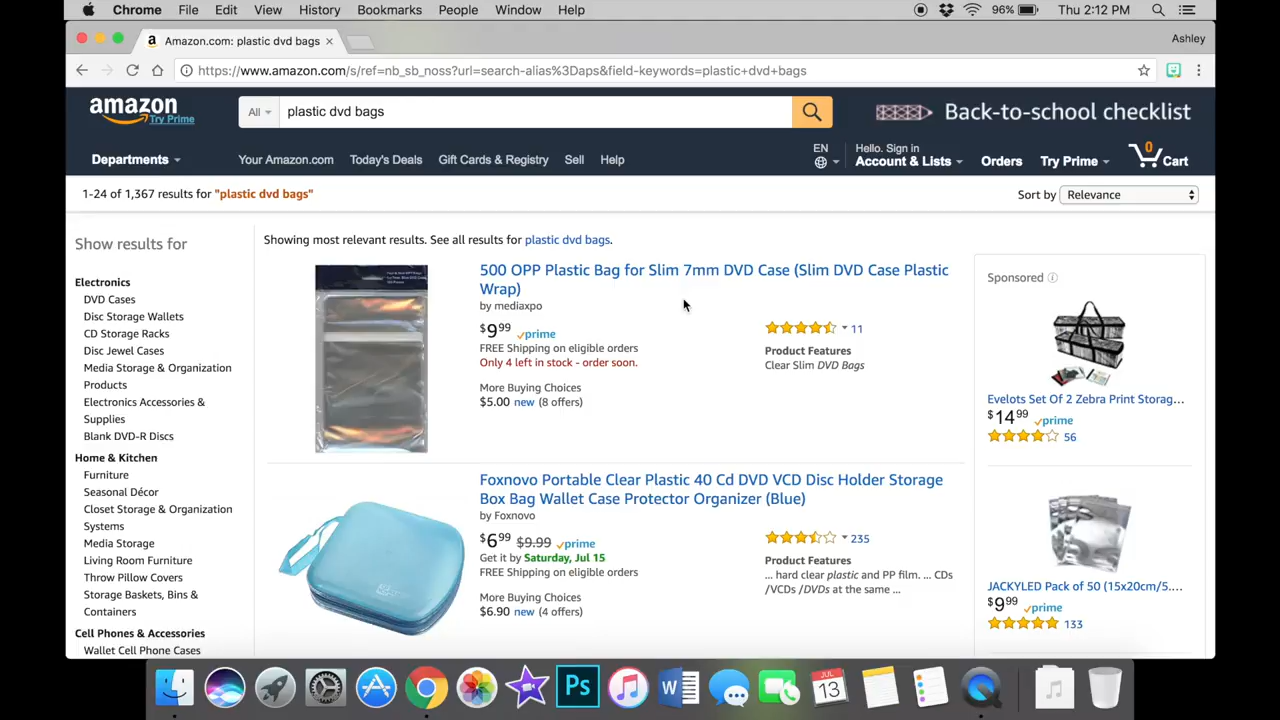 Chrome File Edit View History Bookmarks People Window Help 96% Thu 2:12 PM
Amazon.com: plastic dvd bags Ashley
https://www.amazon.com/s/ref=nb_sb_noss?url=search-alias%3Daps&field-keywords=plastic+dvd+bags
amazon Try Prime
All plastic dvd bags
Back-to-school checklist
Departments Your Amazon.com Today's Deals Gift Cards & Registry Sell Help EN Hello. Sign in Account & Lists Orders Try Prime 0 Cart
1-24 of 1,367 results for "plastic dvd bags" Sort by Relevance
Show results for
Electronics
DVD Cases
Disc Storage Wallets
CD Storage Racks
Disc Jewel Cases
Media Storage & Organization
Products
Electronics Accessories &
Supplies
Blank DVD-R Discs
Home & Kitchen
Furniture
Seasonal Décor
Closet Storage & Organization
Systems
Media Storage
Living Room Furniture
Throw Pillow Covers
Storage Baskets, Bins &
Containers
Cell Phones & Accessories
Wallet Cell Phone Cases
Showing most relevant results. See all results for plastic dvd bags.
500 OPP Plastic Bag for Slim 7mm DVD Case (Slim DVD Case Plastic
Wrap)
by mediaxpo
$9.99 prime
FREE Shipping on eligible orders
Only 4 left in stock - order soon.
More Buying Choices
$5.00 new (8 offers)
11
Product Features
Clear Slim DVD Bags
Foxnovo Portable Clear Plastic 40 Cd DVD VCD Disc Holder Storage
Box Bag Wallet Case Protector Organizer (Blue)
by Foxnovo
$6.99 $9.99 prime
Get it by Saturday, Jul 15
FREE Shipping on eligible orders
More Buying Choices
$6.90 new (4 offers)
235
Product Features
... hard clear plastic and PP film. ... CDs
/VCDs /DVDs at the same ...
Sponsored
Evelots Set Of 2 Zebra Print Storag...
$14.99 prime
56
JACKYLED Pack of 50 (15x20cm/5....
$9.99 prime
133
Ps
W
JUL
13